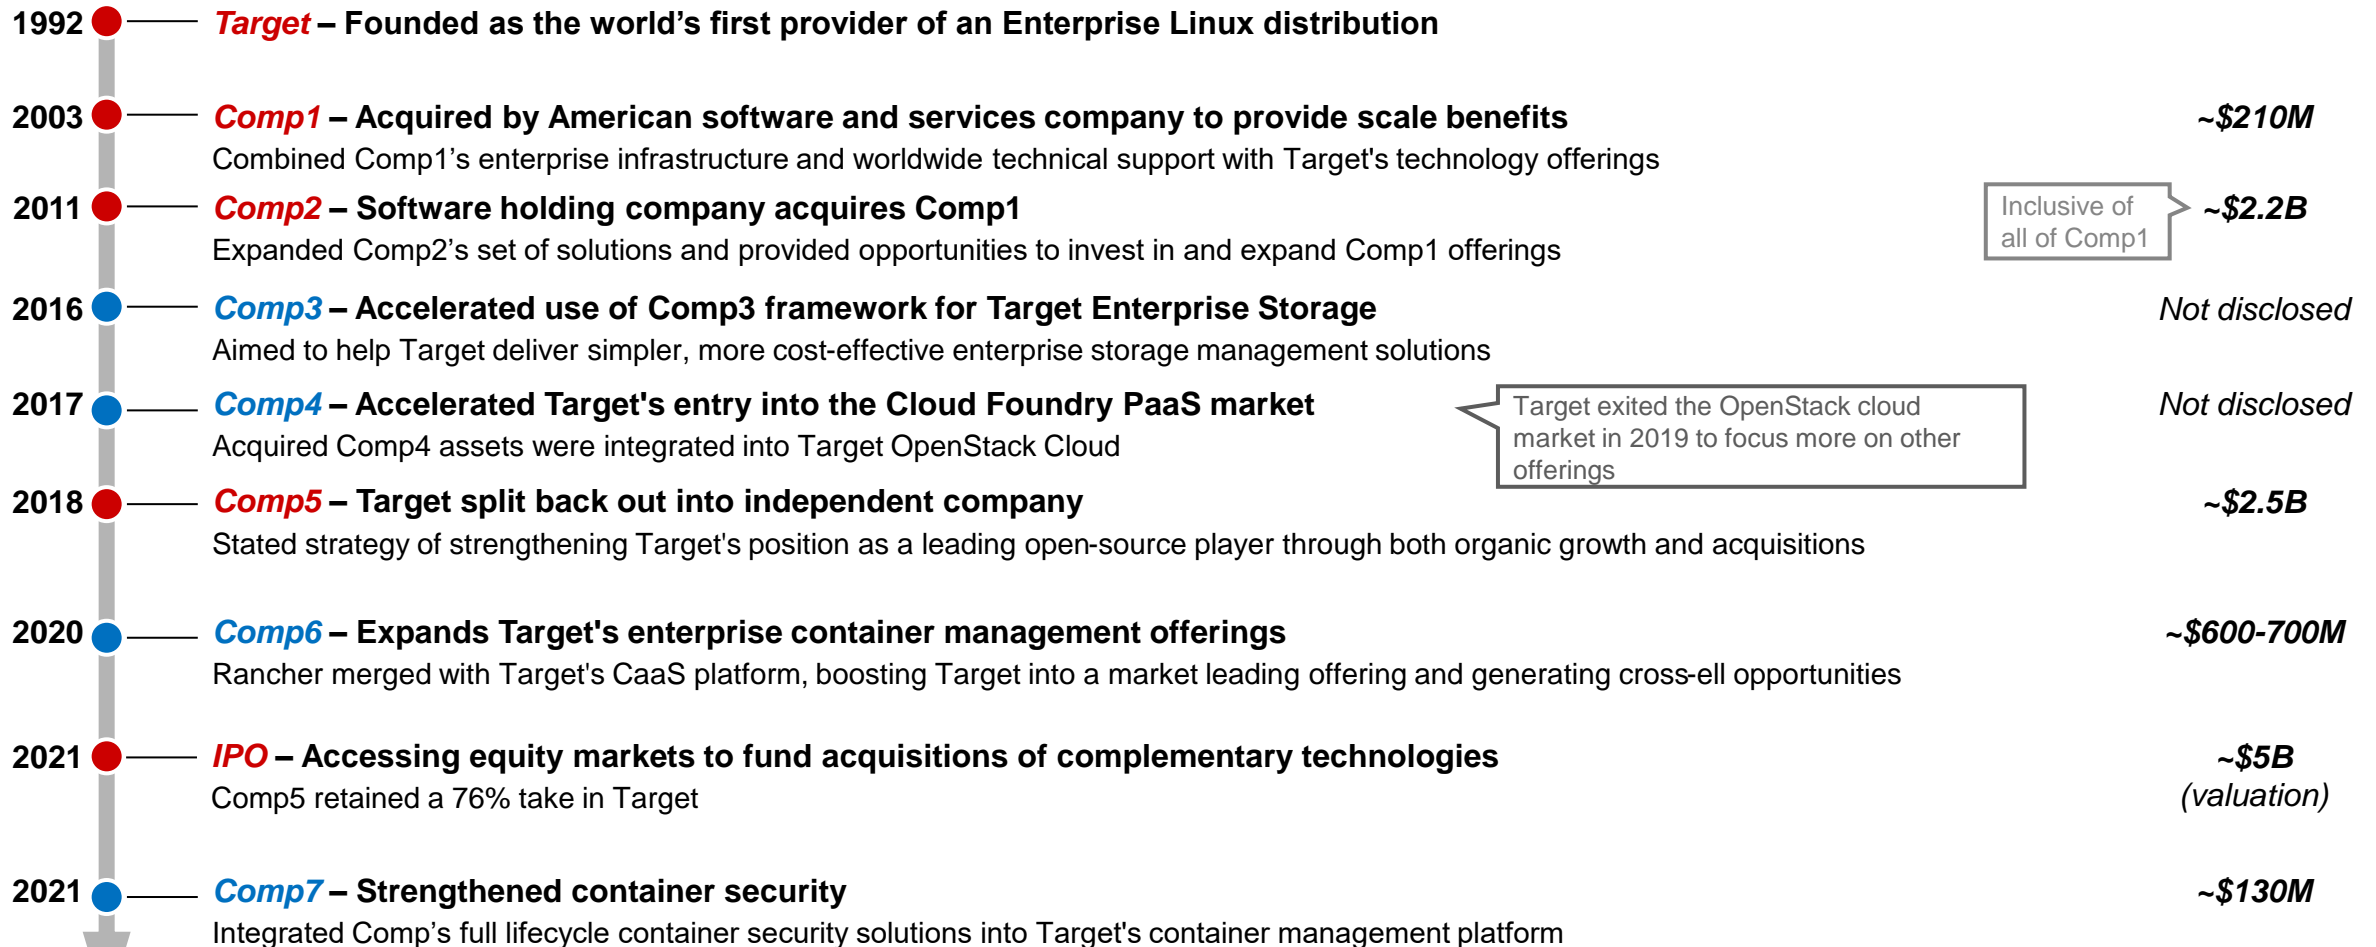 1992 Target – Founded as the world’s first provider of an Enterprise Linux distribution
2003 Comp1 – Acquired by American software and services company to provide scale benefits ~$210M
Combined Comp1’s enterprise infrastructure and worldwide technical support with Target's technology offerings
2011 Comp2 – Software holding company acquires Comp1 ~$2.2B
Inclusive of
all of Comp1
Expanded Comp2’s set of solutions and provided opportunities to invest in and expand Comp1 offerings
2016 Comp3 – Accelerated use of Comp3 framework for Target Enterprise Storage Not disclosed
Aimed to help Target deliver simpler, more cost-effective enterprise storage management solutions
2017 Comp4 – Accelerated Target's entry into the Cloud Foundry PaaS market Not disclosed
Acquired Comp4 assets were integrated into Target OpenStack Cloud
Target exited the OpenStack cloud
market in 2019 to focus more on other
offerings
2018 Comp5 – Target split back out into independent company ~$2.5B
Stated strategy of strengthening Target's position as a leading open-source player through both organic growth and acquisitions
2020 Comp6 – Expands Target's enterprise container management offerings ~$600-700M
Rancher merged with Target's CaaS platform, boosting Target into a market leading offering and generating cross-ell opportunities
2021 IPO – Accessing equity markets to fund acquisitions of complementary technologies ~$5B
Comp5 retained a 76% take in Target (valuation)
2021 Comp7 – Strengthened container security ~$130M
Integrated Comp’s full lifecycle container security solutions into Target's container management platform